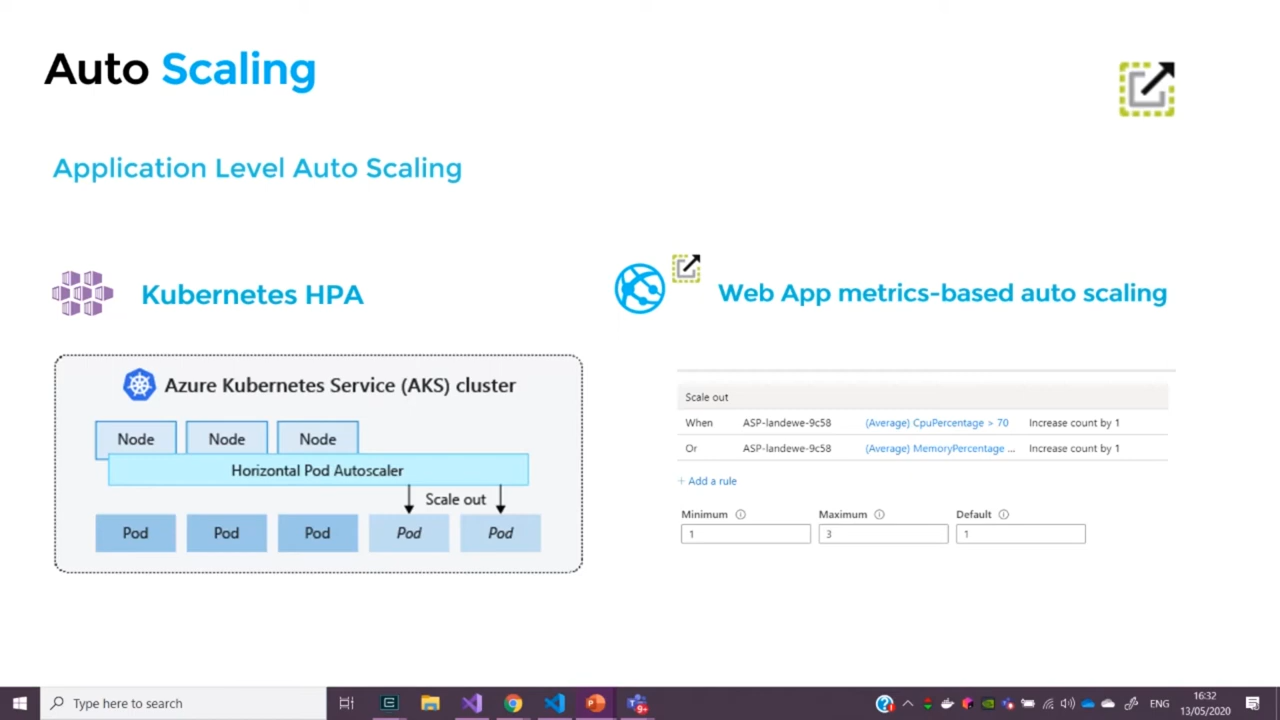 Auto Scaling
Application Level Auto Scaling
Kubernetes HPA
Azure Kubernetes Service (AKS) cluster
Node Node Node
Horizontal Pod Autoscaler
Scale out
Pod Pod Pod Pod Pod
Web App metrics-based auto scaling
Scale out
When ASP-landewe-9c58 (Average) CpuPercentage > 70 Increase count by 1
Or ASP-landewe-9c58 (Average) MemoryPercentage ... Increase count by 1
+ Add a rule
Minimum Maximum Default
1 3 1
Type here to search
9+
ENG
16:32
13/05/2020